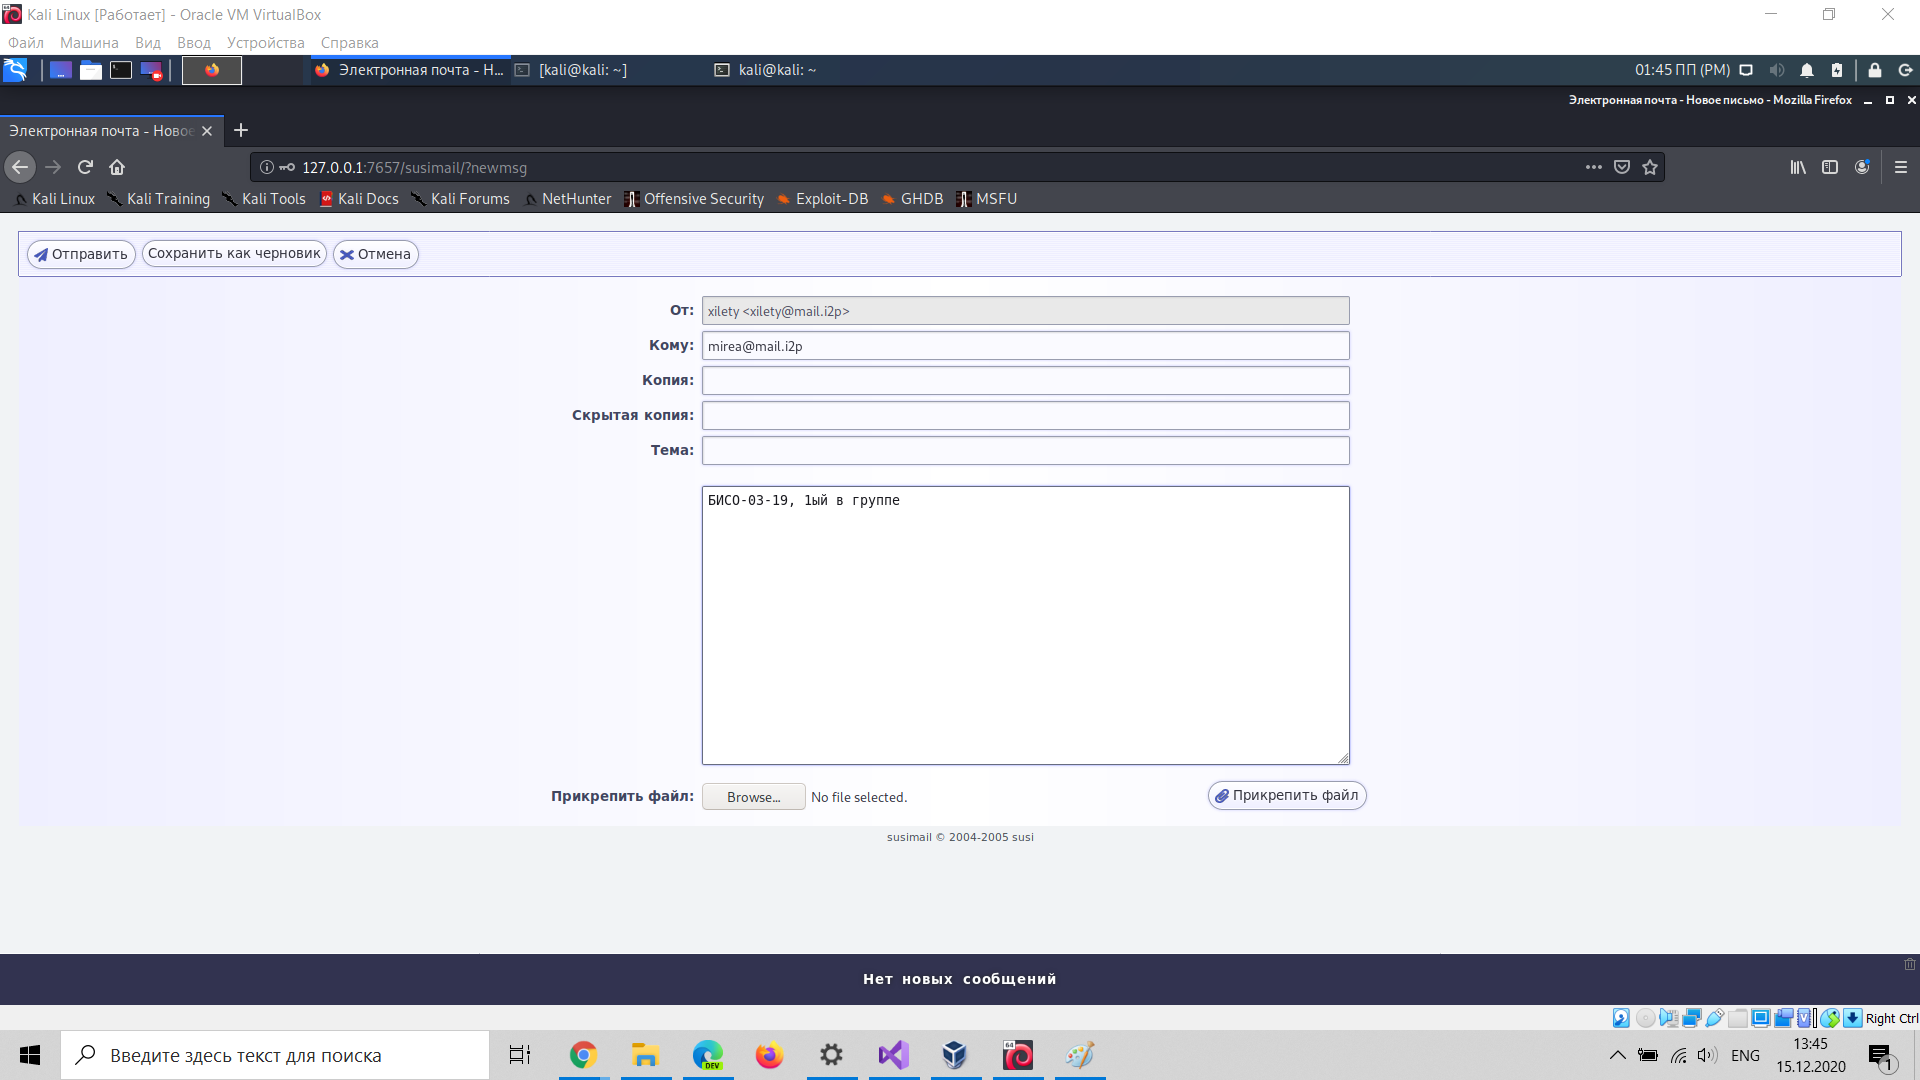 Kali Linux [Работает] - Oracle VM VirtualBox
Файл Машина Вид Ввод Устройства Справка
Электронная почта - Н... [kali@kali: ~] kali@kali: ~ 01:45 ПП (PM)
Электронная почта - Новое письмо - Mozilla Firefox
Электронная почта - Новое
127.0.0.1:7657/susimail/?newmsg
Kali Linux Kali Training Kali Tools Kali Docs Kali Forums NetHunter Offensive Security Exploit-DB GHDB MSFU
Отправить Сохранить как черновик Отмена
От: xilety <xilety@mail.i2p>
Кому: mirea@mail.i2p
Копия:
Скрытая копия:
Тема:
БИСО-03-19, 1ый в группе
Прикрепить файл: Browse... No file selected. Прикрепить файл
susimail © 2004-2005 susi
Нет новых сообщений
Right Ctrl
Введите здесь текст для поиска
DEV
64
ENG
13:45
15.12.2020
1